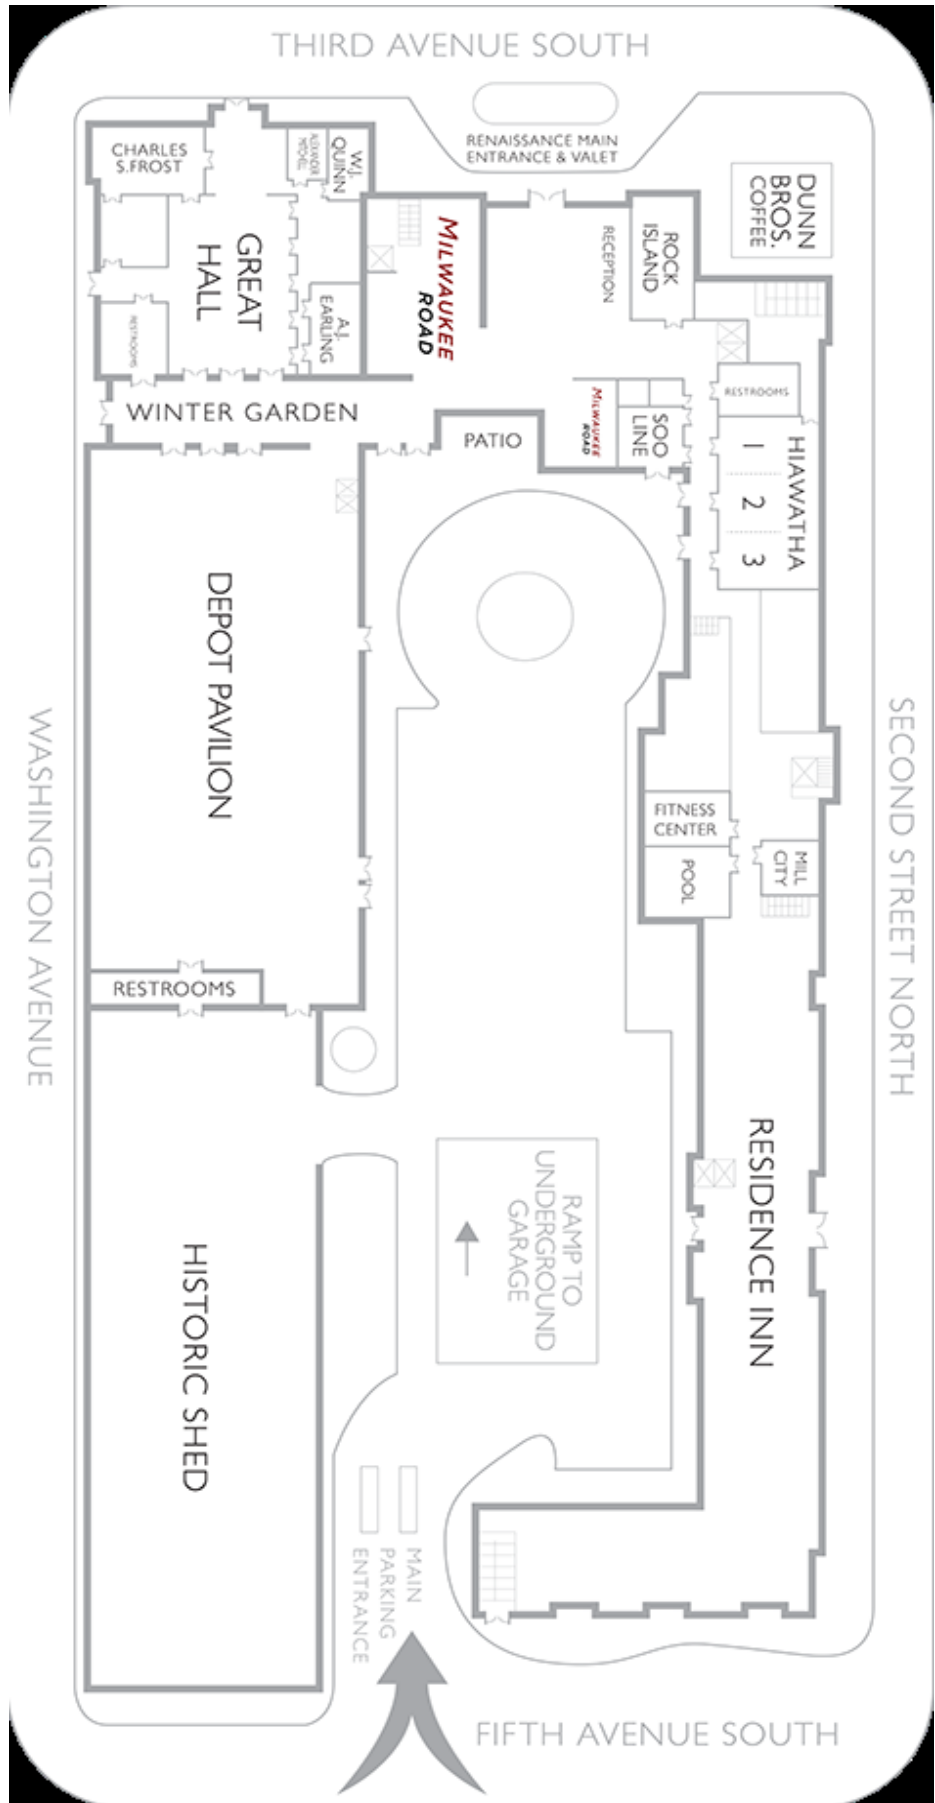 THIRD AVENUE SOUTH
RENAISSANCE MAIN
ENTRANCE & VALET
CHARLES
S.FROST
ALEXANDER
MITCHELL
W.J.
QUINN
DUNN
BROS.
COFFEE
GREAT
HALL
MILWAUKEE
ROAD
RECEPTION
ROCK
ISLAND
A.J.
EARLING
RESTROOMS
WINTER GARDEN
PATIO
MILWAUKEE
ROAD
SOO
LINE
RESTROOMS
HIAWATHA
1
2
3
DEPOT PAVILION
WASHINGTON AVENUE
SECOND STREET NORTH
FITNESS
CENTER
POOL
MILL
CITY
RESTROOMS
RESIDENCE INN
RAMP TO
UNDERGROUND
GARAGE
HISTORIC SHED
MAIN
PARKING
ENTRANCE
FIFTH AVENUE SOUTH